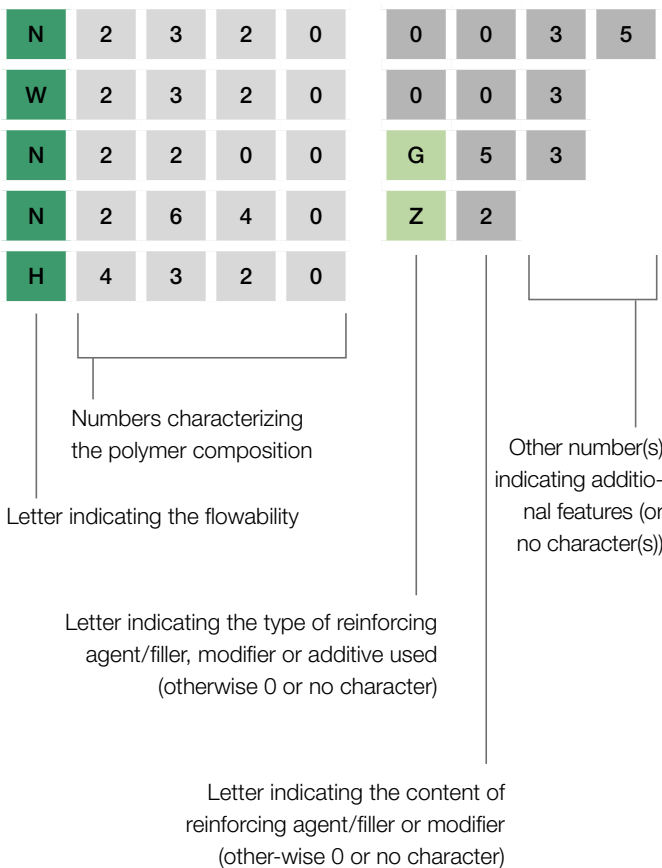 N 2 3 2 0 0 0 3 5
W 2 3 2 0 0 0 3
N 2 2 0 0 G 5 3
N 2 6 4 0 Z 2
H 4 3 2 0
Numbers characterizing
the polymer composition
Letter indicating the flowability
Other number(s)
indicating additio-
nal features (or
no character(s))
Letter indicating the type of reinforcing
agent/filler, modifier or additive used
(otherwise 0 or no character)
Letter indicating the content of
reinforcing agent/filler or modifier
(other-wise 0 or no character)